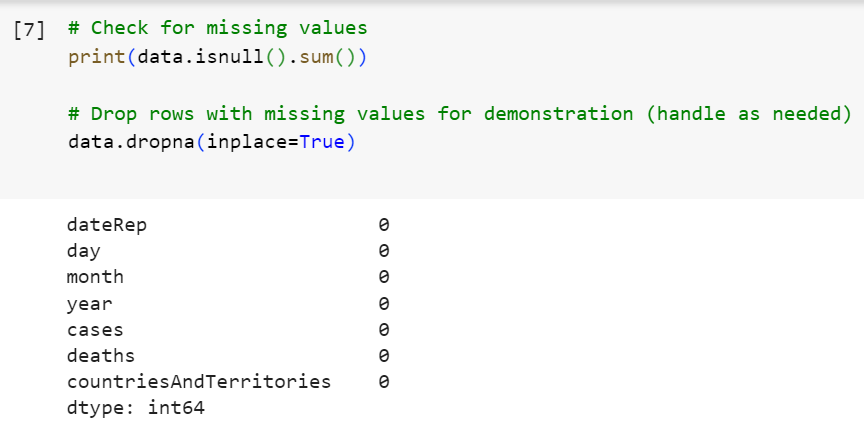 [7] # Check for missing values
print(data.isnull().sum())
# Drop rows with missing values for demonstration (handle as needed)
data.dropna(inplace=True)
dateRep 0
day 0
month 0
year 0
cases 0
deaths 0
countriesAndTerritories 0
dtype: int64